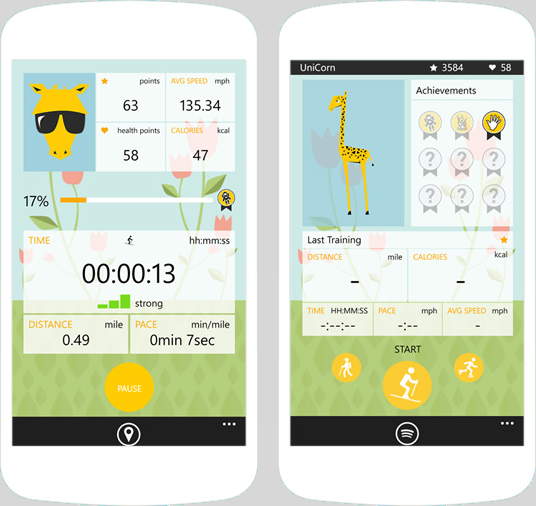 points
AVG SPEED mph
63
135.34
health points
CALORIES kcal
58
47
17%
TIME hh:mm:ss
00:00:13
strong
DISTANCE mile
PACE min/mile
0.49
0min 7sec
PAUSE
UniCorn 3584 58
Achievements
? ? ?
? ? ?
Last Training
DISTANCE mile
CALORIES kcal
-
-
TIME HH:MM:SS
PACE mph
AVG SPEED mph
-:--:--
-:--
-
START